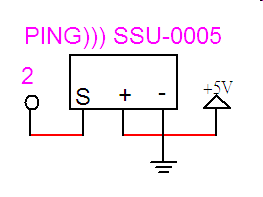 PING))) SSU-0005
2
S + -
+5V